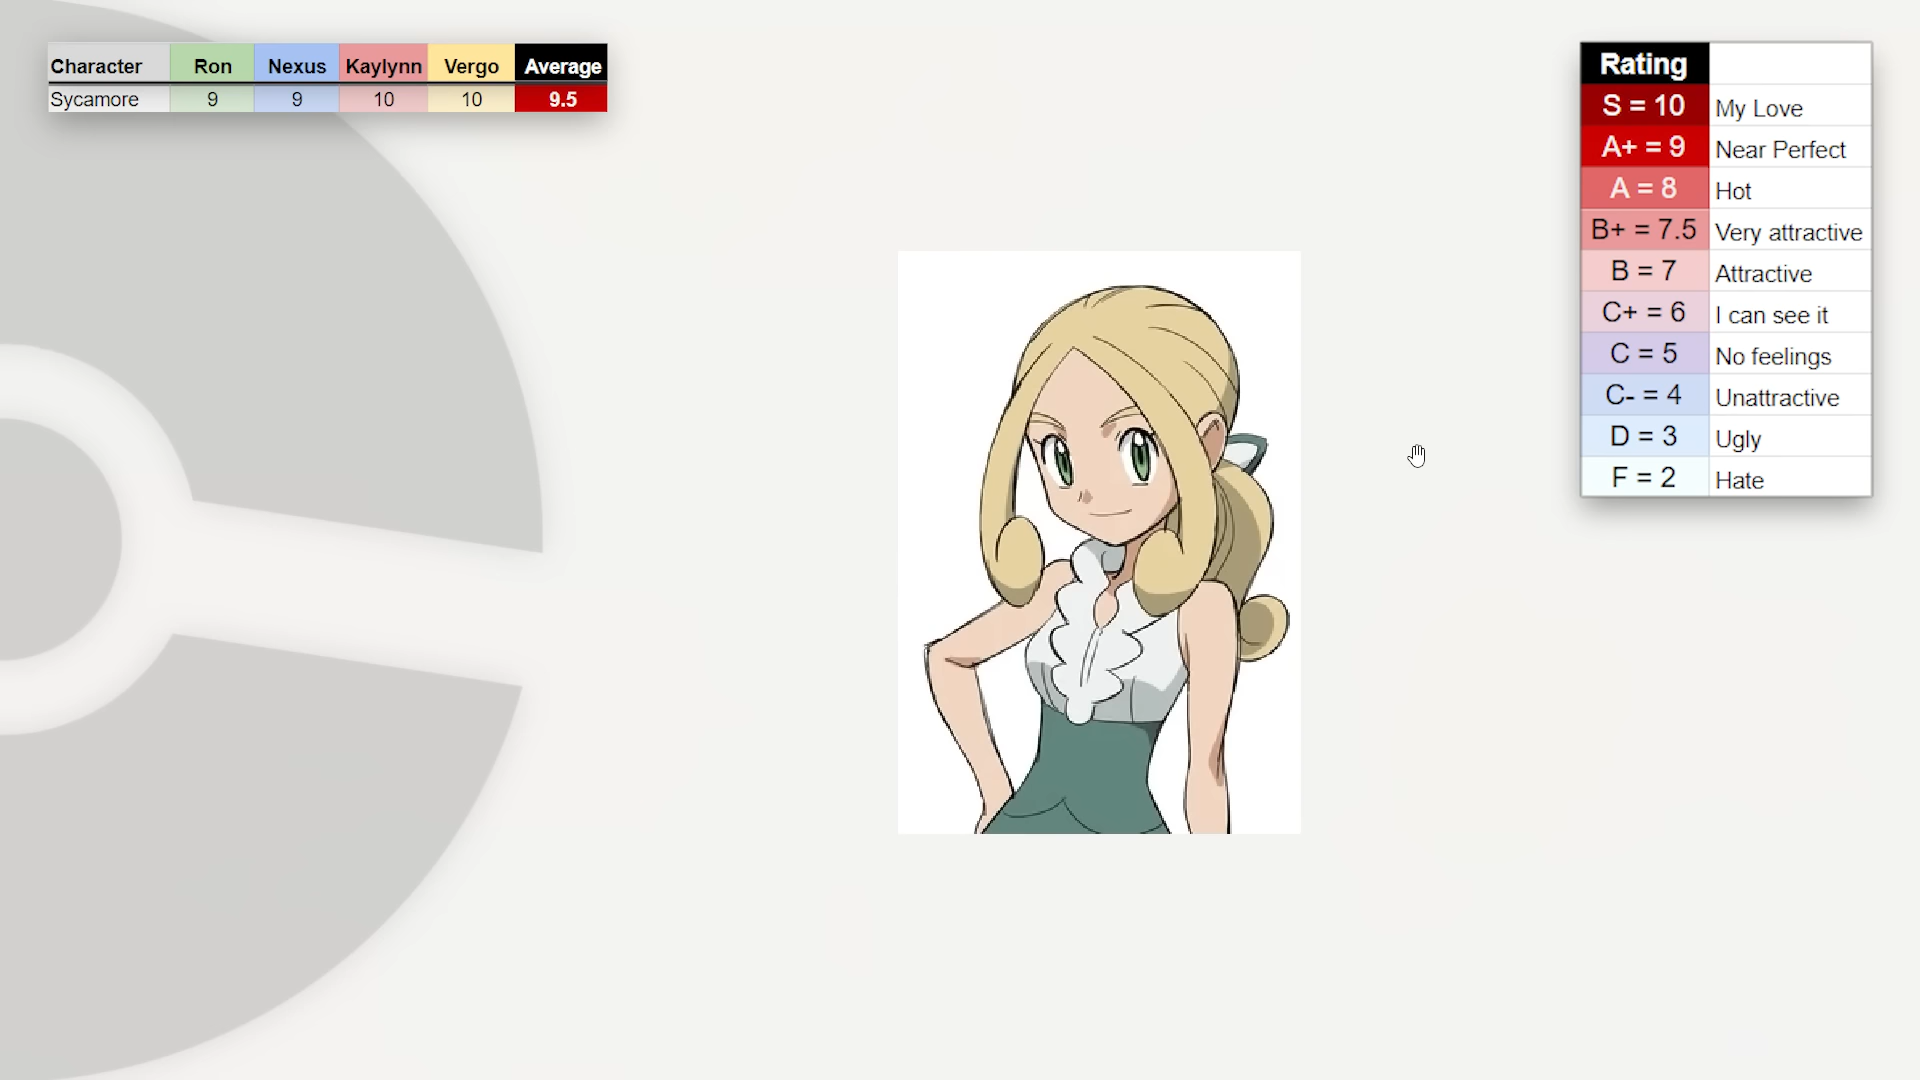 Character Ron Nexus Kaylynn Vergo Average
Sycamore 9 9 10 10 9.5
Rating
S = 10 My Love
A+ = 9 Near Perfect
A = 8 Hot
B+ = 7.5 Very attractive
B = 7 Attractive
C+ = 6 I can see it
C = 5 No feelings
C- = 4 Unattractive
D = 3 Ugly
F = 2 Hate